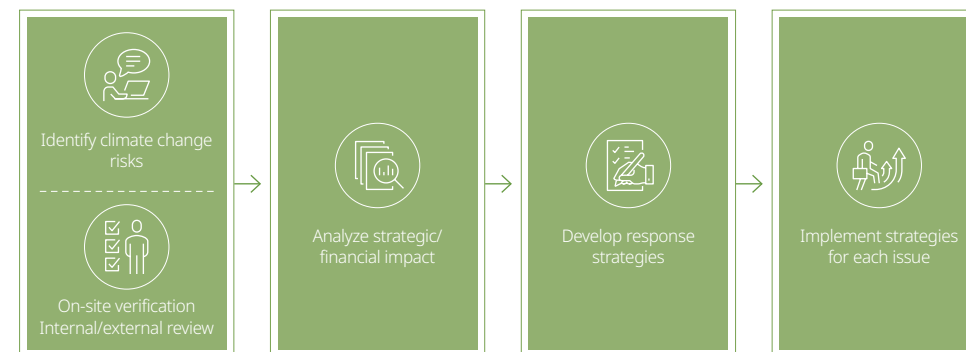 Identify climate change
risks
On-site verification
Internal/external review
Analyze strategic/
financial impact
Develop response
strategies
Implement strategies
for each issue